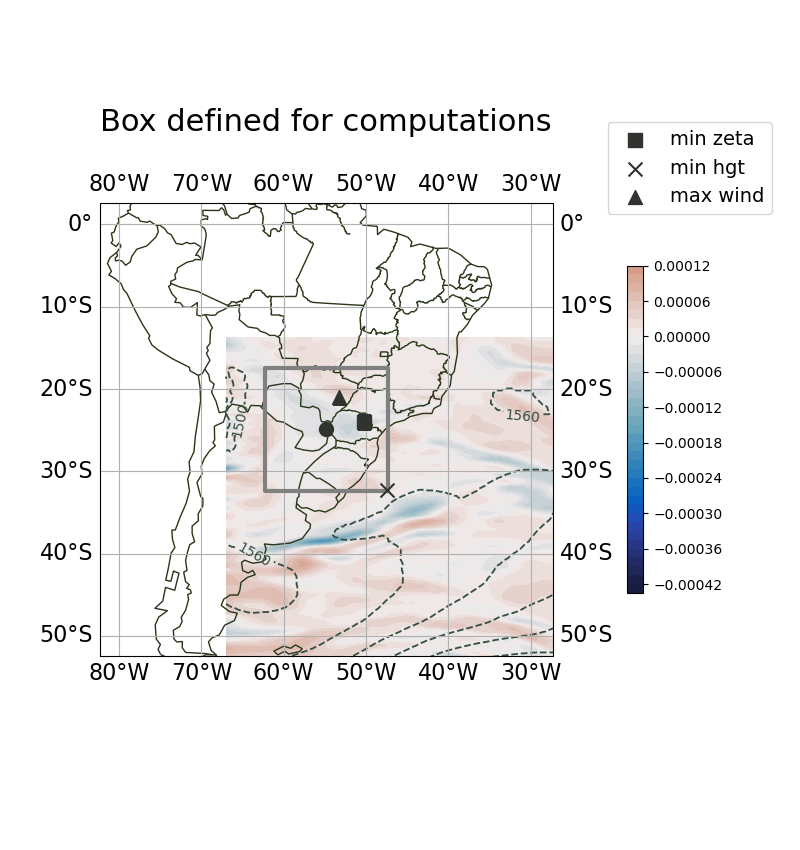 Box defined for computations
min zeta
min hgt
max wind
80°W 70°W 60°W 50°W 40°W 30°W
0° 0°
10°S 10°S
20°S 20°S
30°S 30°S
40°S 40°S
50°S 50°S
80°W 70°W 60°W 50°W 40°W 30°W
1500
1560
1560
0.00012
0.00006
0.00000
−0.00006
−0.00012
−0.00018
−0.00024
−0.00030
−0.00036
−0.00042